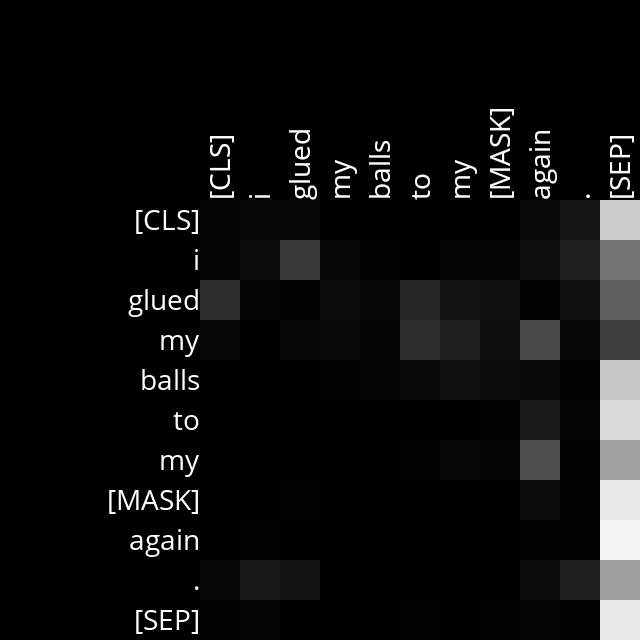 [CLS] i glued my balls to my [MASK] again . [SEP]
[CLS]
i
glued
my
balls
to
my
[MASK]
again
.
[SEP]